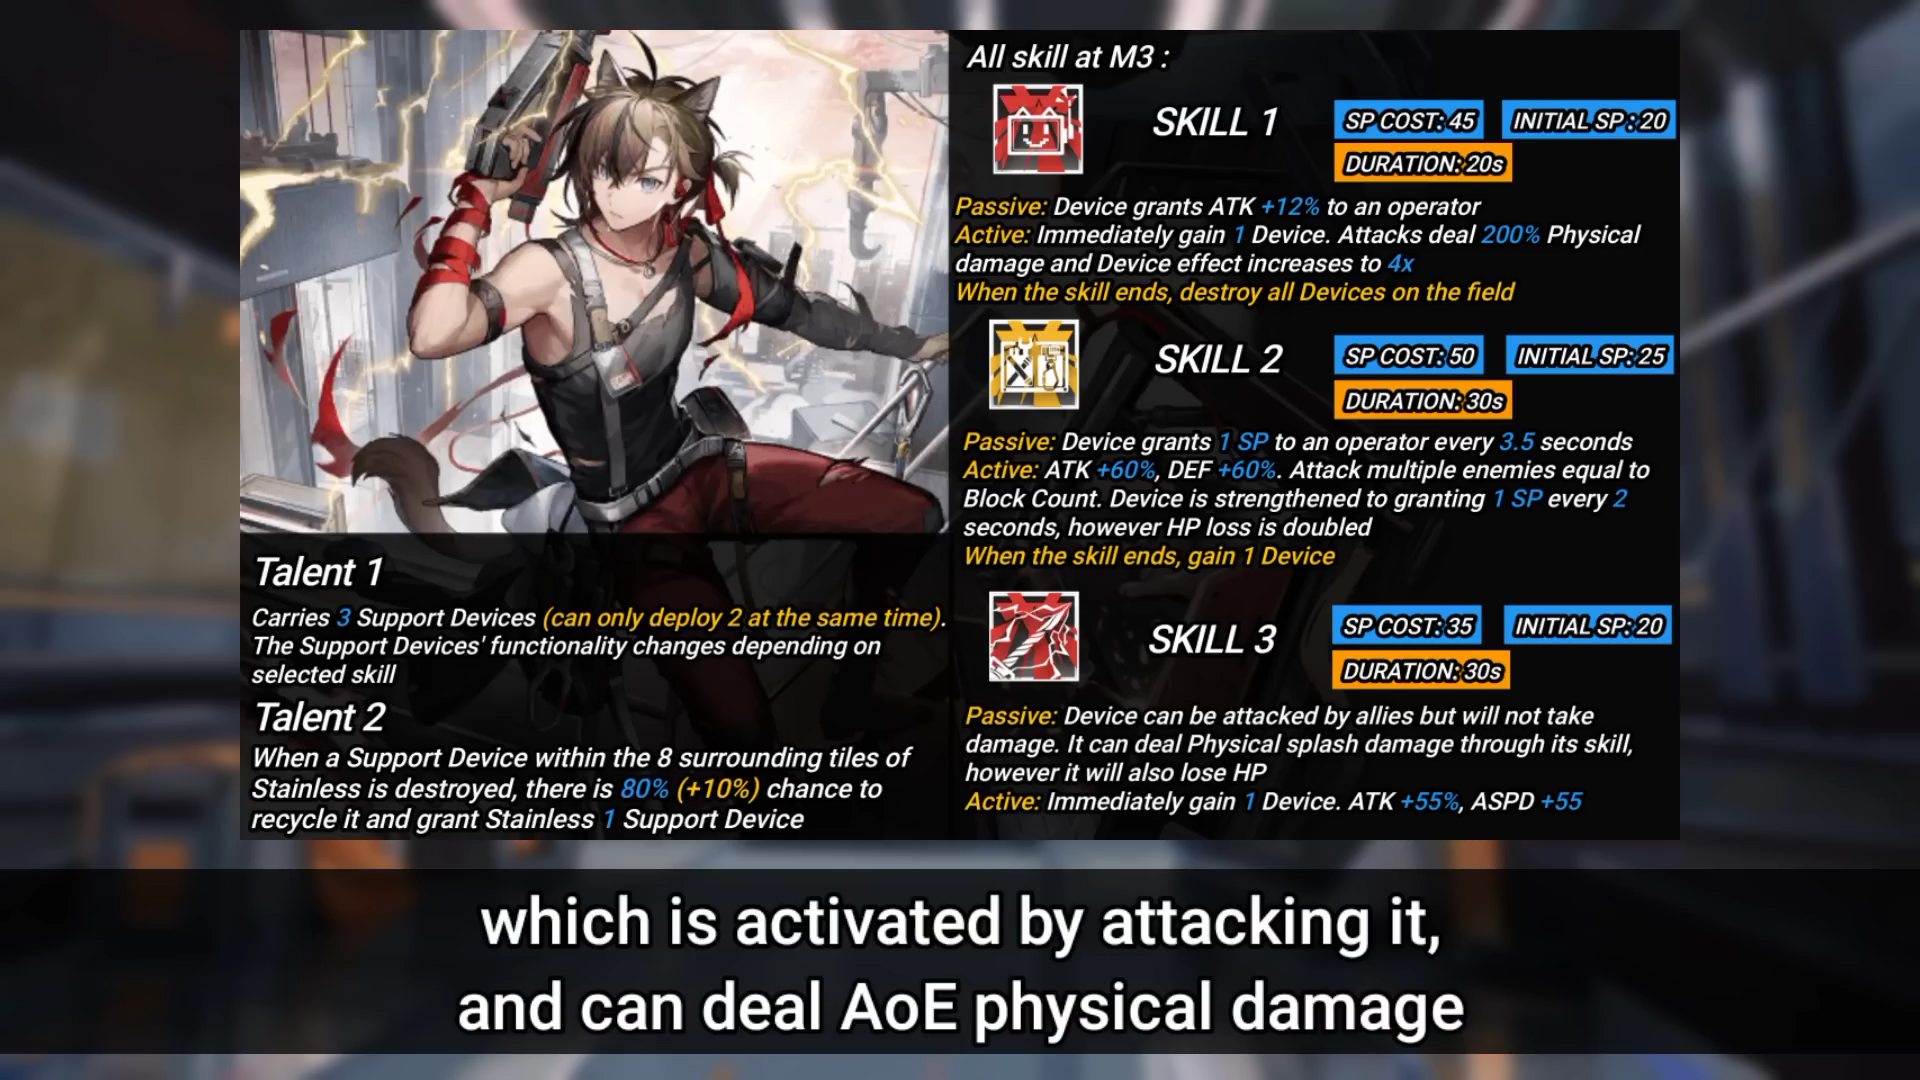 All skill at M3 :
SKILL 1
SP COST: 45
INITIAL SP : 20
DURATION: 20s
Passive: Device grants ATK +12% to an operator
Active: Immediately gain 1 Device. Attacks deal 200% Physical
damage and Device effect increases to 4x
When the skill ends, destroy all Devices on the field
SKILL 2
SP COST: 50
INITIAL SP: 25
DURATION: 30s
Passive: Device grants 1 SP to an operator every 3.5 seconds
Active: ATK +60%, DEF +60%. Attack multiple enemies equal to
Block Count. Device is strengthened to granting 1 SP every 2
seconds, however HP loss is doubled
When the skill ends, gain 1 Device
SKILL 3
SP COST: 35
INITIAL SP: 20
DURATION: 30s
Passive: Device can be attacked by allies but will not take
damage. It can deal Physical splash damage through its skill,
however it will also lose HP
Active: Immediately gain 1 Device. ATK +55%, ASPD +55
Talent 1
Carries 3 Support Devices (can only deploy 2 at the same time).
The Support Devices' functionality changes depending on
selected skill
Talent 2
When a Support Device within the 8 surrounding tiles of
Stainless is destroyed, there is 80% (+10%) chance to
recycle it and grant Stainless 1 Support Device
which is activated by attacking it,
and can deal AoE physical damage